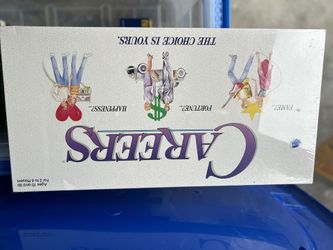 Ages 10 and Up
For 2 to 6 Players
CAREERS
FAME?.. FORTUNE?.. HAPPINESS?..
$
THE CHOICE IS YOURS.